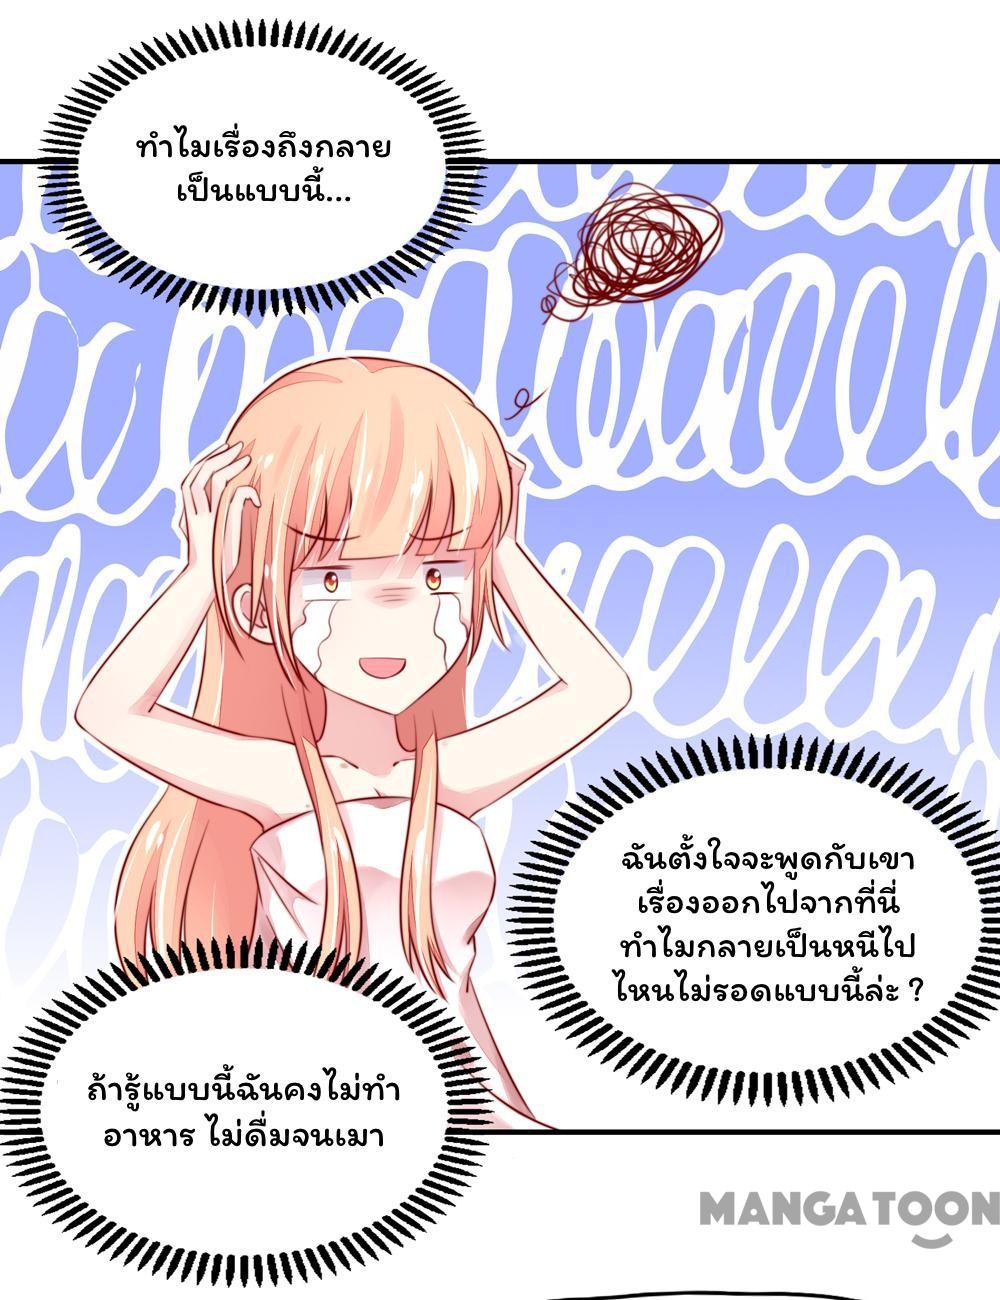 ทำไมเรื่องถึงกลาย
เป็นแบบนี้...
ฉันตั้งใจจะพูดกับเขา
เรื่องออกไปจากที่นี่
ทำไมกลายเป็นหนีไป
ไหนไม่รอดแบบนี้ล่ะ ?
ถ้ารู้แบบนี้ฉันคงไม่ทำ
อาหาร ไม่ดื่มจนเมา
MANGATOON